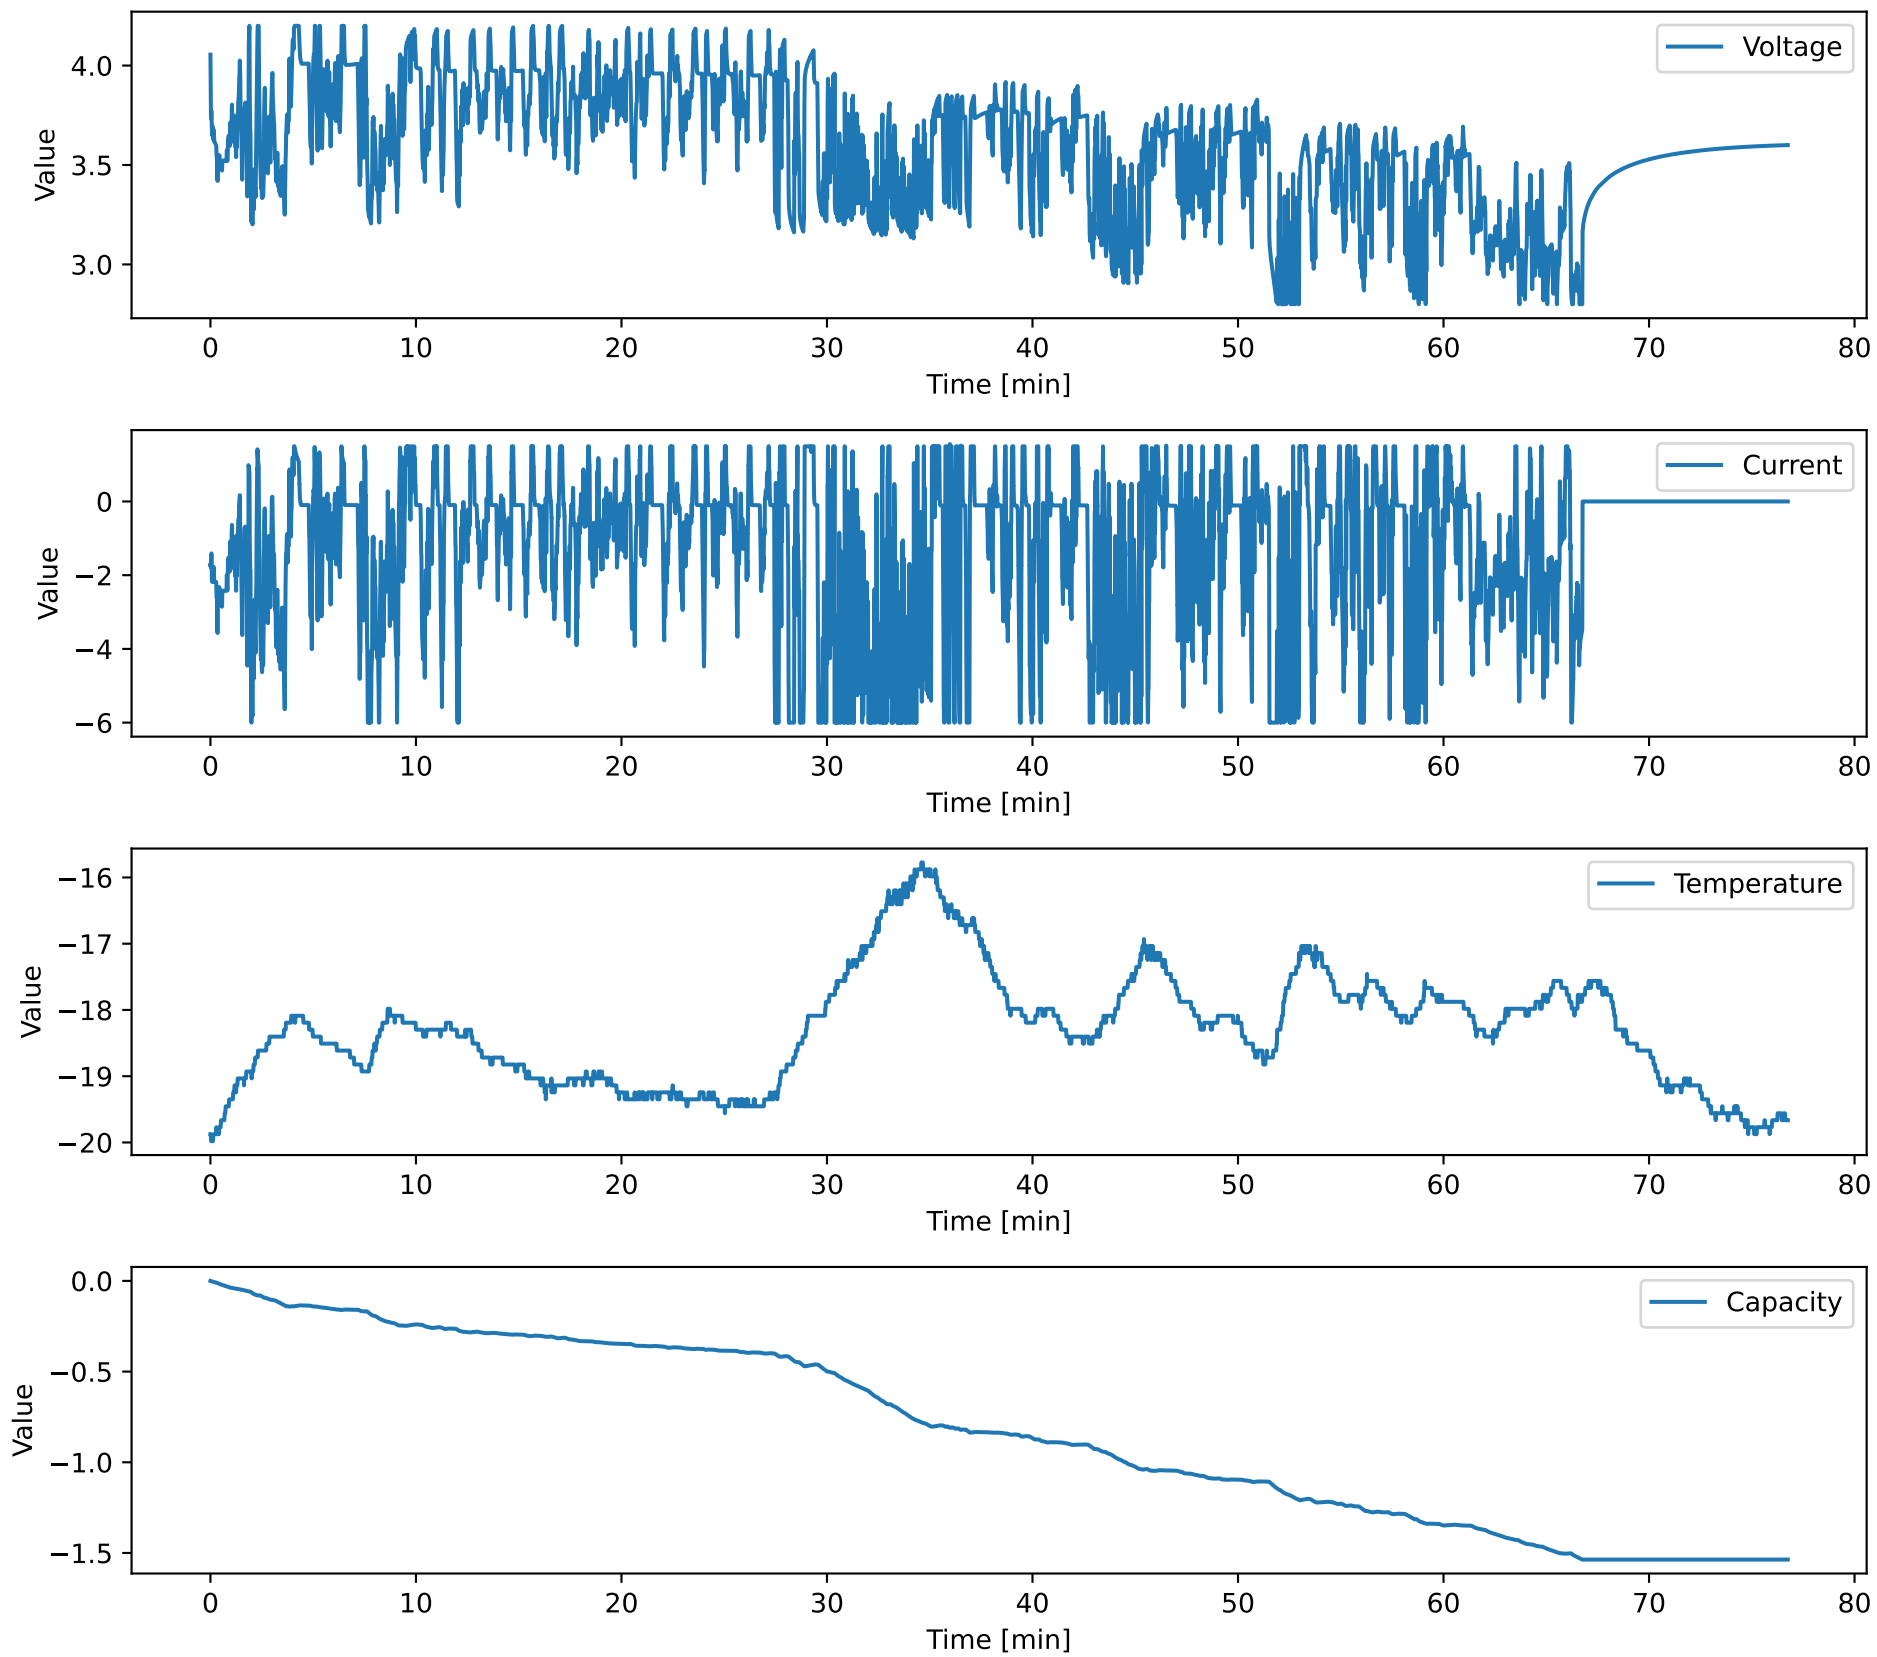 Voltage
4.0
3.5
3.0
Value
0 10 20 30 40 50 60 70 80
Time [min]
Current
0
−2
−4
−6
Value
0 10 20 30 40 50 60 70 80
Time [min]
Temperature
−16
−17
−18
−19
−20
Value
0 10 20 30 40 50 60 70 80
Time [min]
Capacity
0.0
−0.5
−1.0
−1.5
Value
0 10 20 30 40 50 60 70 80
Time [min]